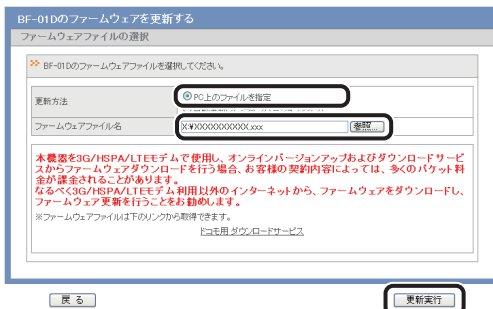 BF-01Dのファームウェアを更新する
ファームウェアファイルの選択
BF-01Dのファームウェアファイルを選択してください。
更新方法
PC上のファイルを指定
ファームウェアファイル名
X:¥XXXXXXXXXXX.xxx
参照...
本機器を3G/HSPA/LTEモデムで使用し、オンラインバージョンアップおよびダウンロードサービ
スからファームウェアダウンロードを行う場合、お客様の契約内容によっては、多くのパケット料
金が課金されることがあります。
なるべく3G/HSPA/LTEモデム利用以外のインターネットから、ファームウェアをダウンロードし、
ファームウェア更新を行うことをお勧めします。
※ファームウェアファイルは下のリンクから取得できます。
ドコモ用 ダウンロードサービス
戻る
更新実行